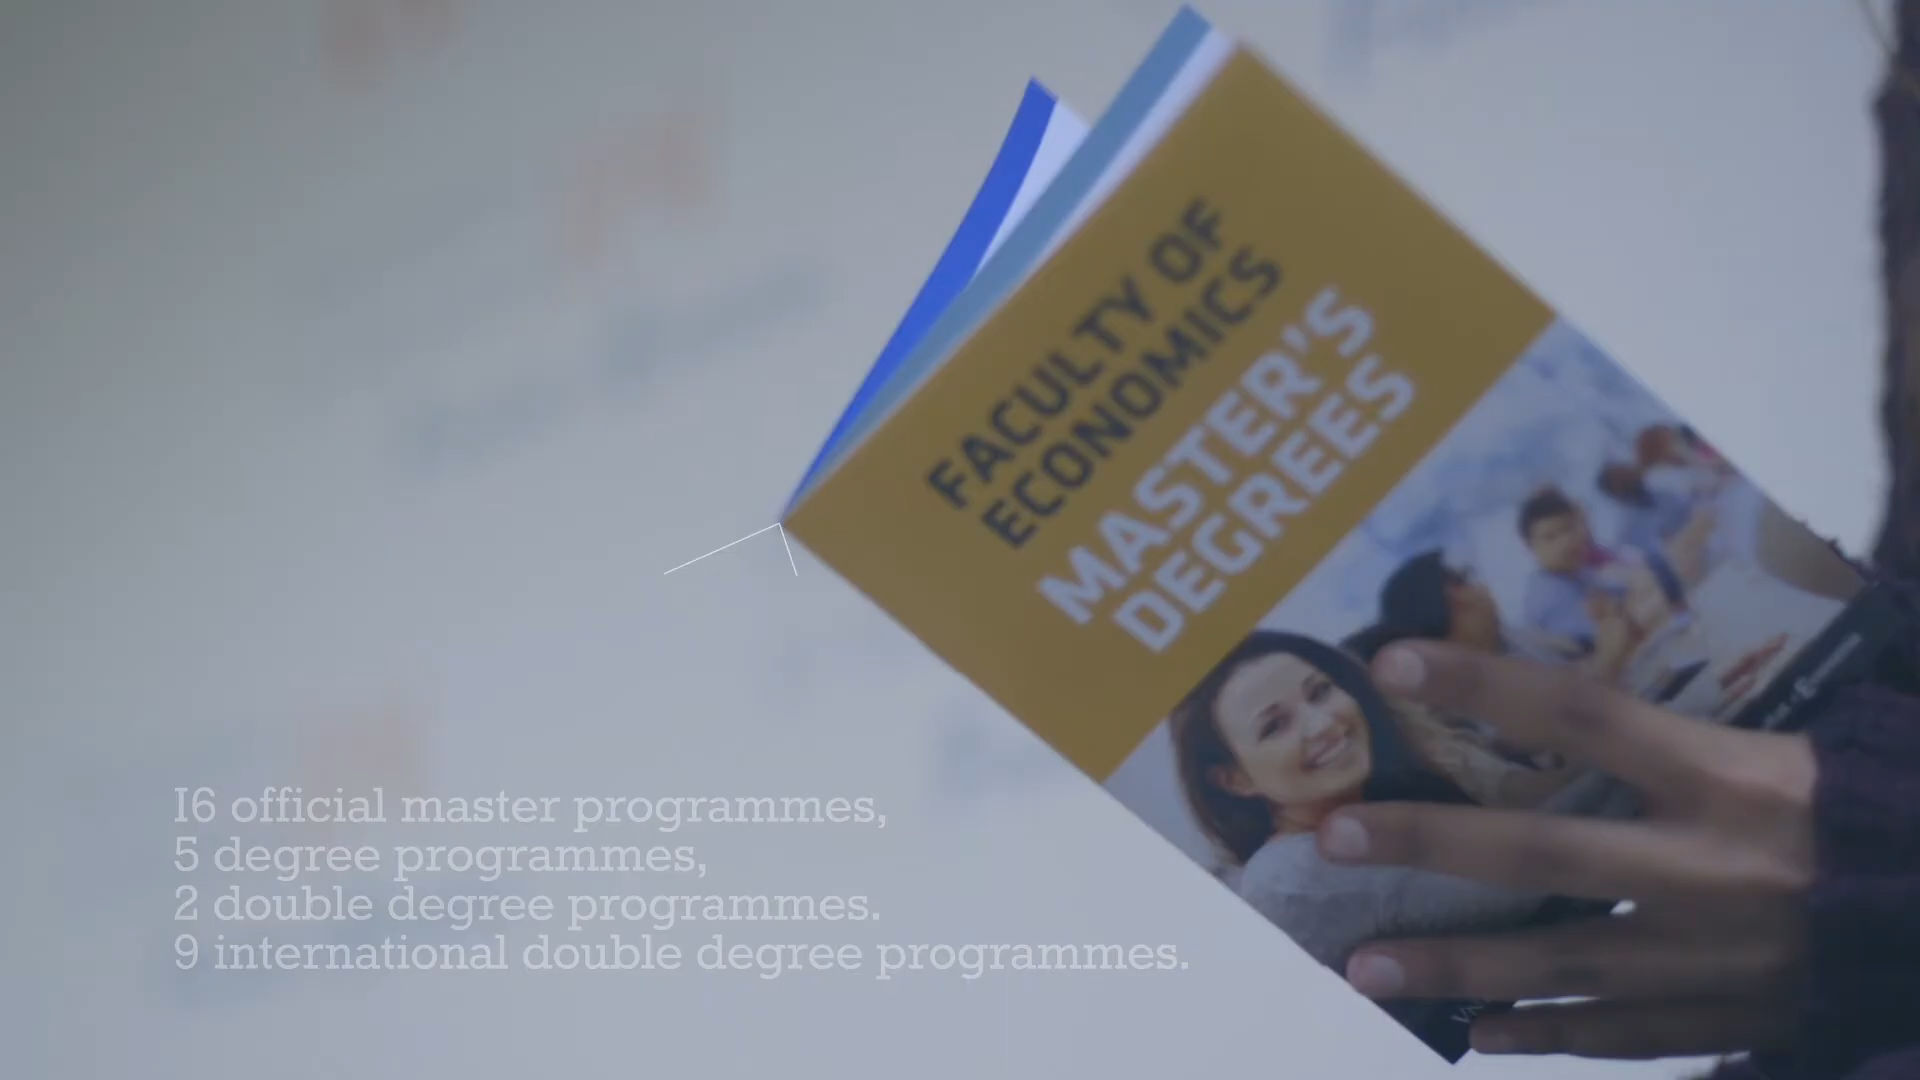 FACULTY OF
ECONOMICS
MASTER'S
DEGREES
16 official master programmes,
5 degree programmes,
2 double degree programmes.
9 international double degree programmes.